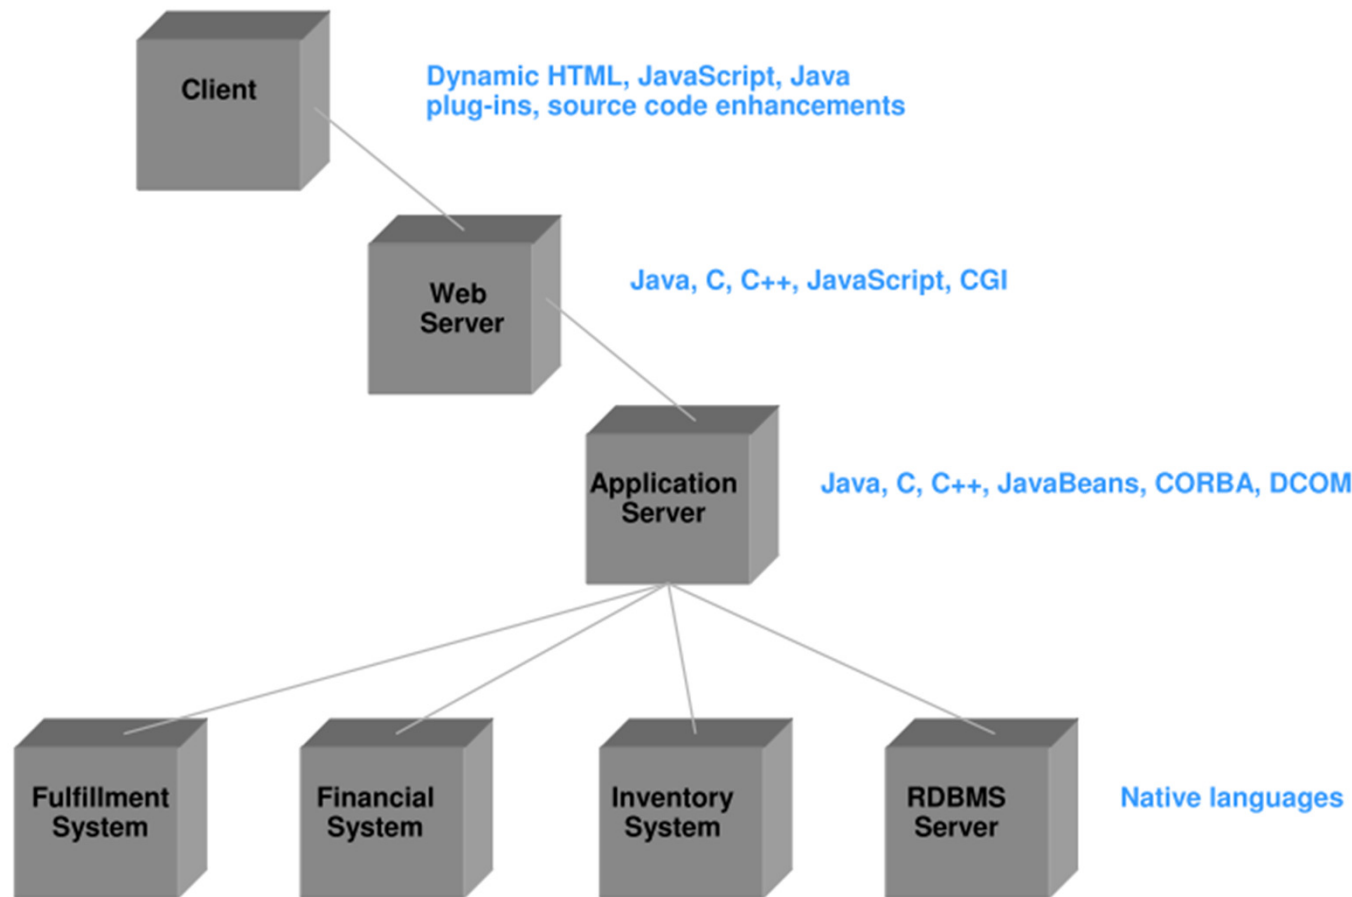 Client
Dynamic HTML, JavaScript, Java
plug-ins, source code enhancements
Web
Server
Java, C, C++, JavaScript, CGI
Application
Server
Java, C, C++, JavaBeans, CORBA, DCOM
Fulfillment
System
Financial
System
Inventory
System
RDBMS
Server
Native languages